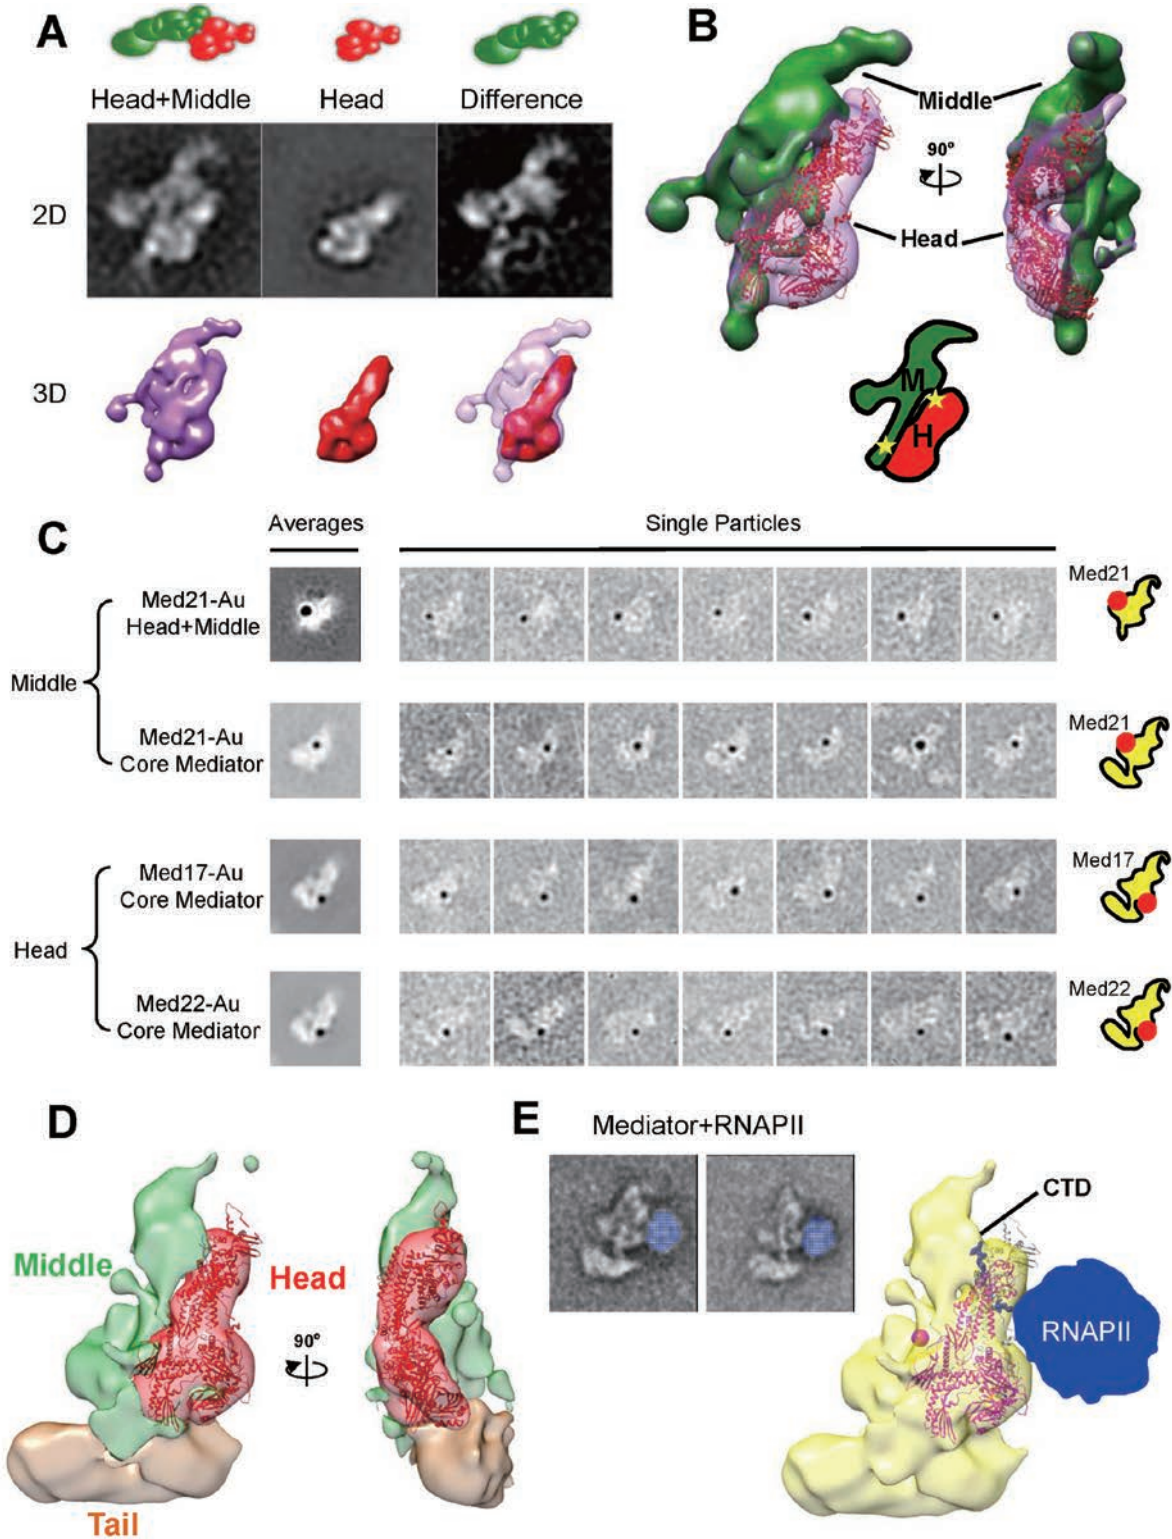 A
Head+Middle
Head
Difference
2D
3D
B
Middle
90°
Head
M
H
C
Averages
Single Particles
Middle
Med21-Au
Head+Middle
Med21
Med21-Au
Core Mediator
Med21
Head
Med17-Au
Core Mediator
Med17
Med22-Au
Core Mediator
Med22
D
Middle
Head
90°
Tail
E
Mediator+RNAPII
CTD
RNAPII